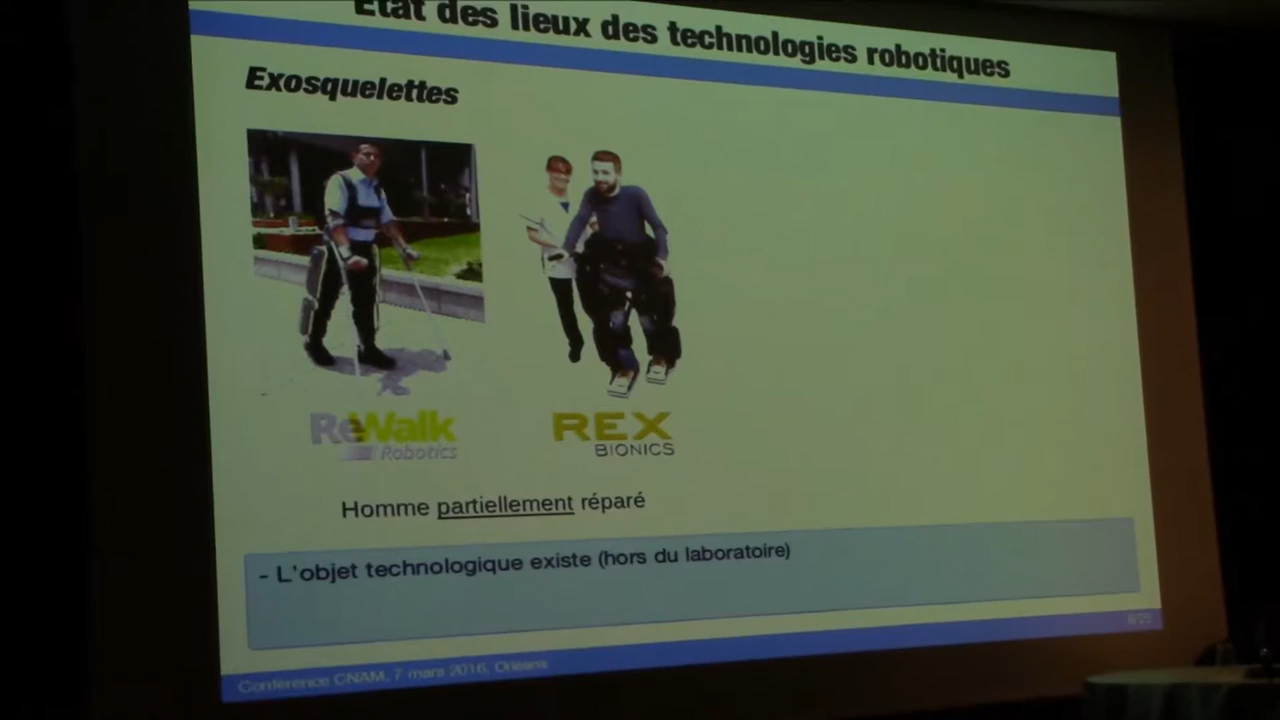 État des lieux des technologies robotiques
Exosquelettes
ReWalk
Robotics
REX
BIONICS
Homme partiellement réparé
- L'objet technologique existe (hors du laboratoire)
Conférence CNAM, 7 mars 2016, Orléans